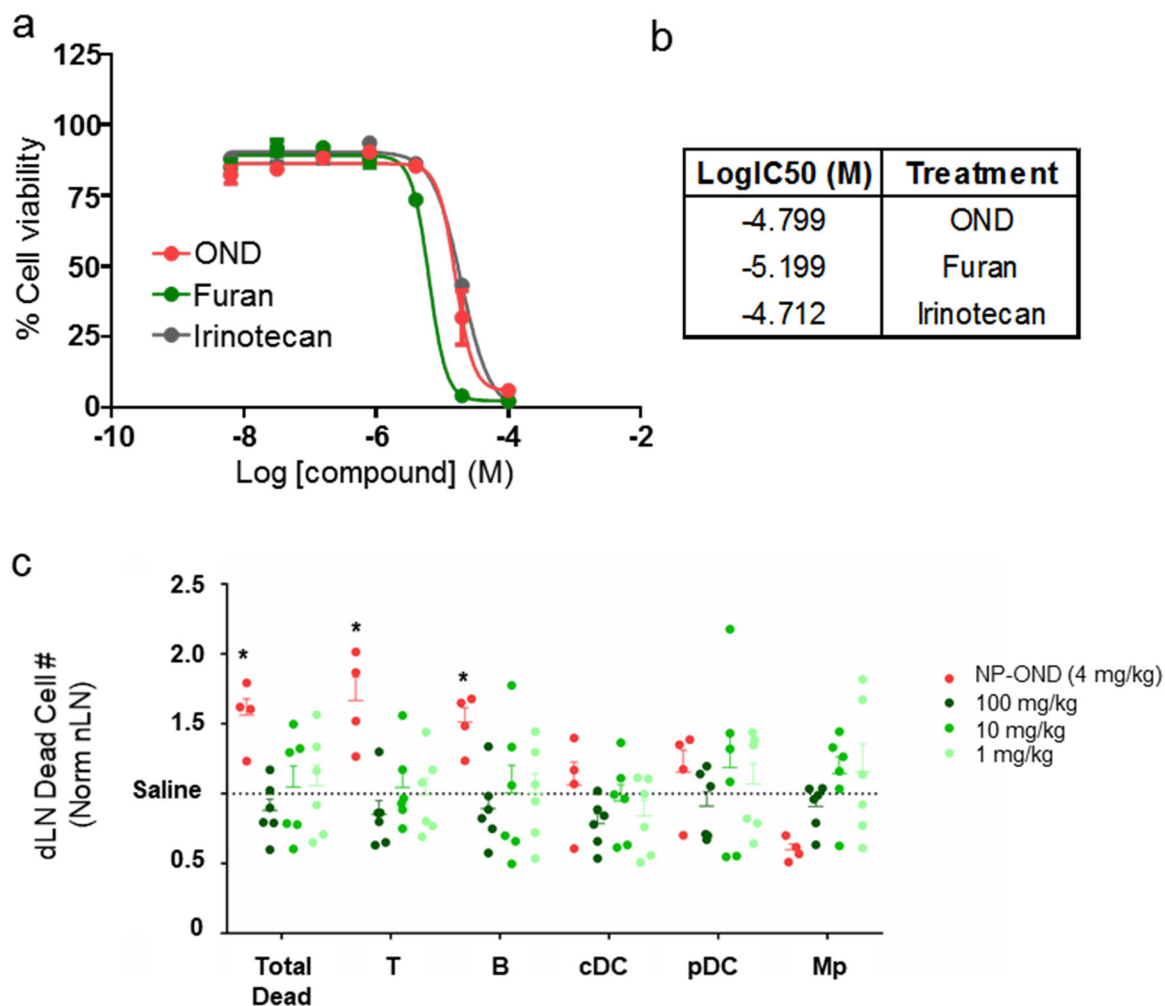 a
125
100
75
50
25
0
% Cell viability
OND
Furan
Irinotecan
-10
-8
-6
-4
-2
Log [compound] (M)
b
LogIC50 (M) Treatment
-4.799 OND
-5.199 Furan
-4.712 Irinotecan
c
2.5
2.0
1.5
Saline
0.5
0
dLN Dead Cell #
(Norm nLN)
*
*
*
Total
Dead
T
B
cDC
pDC
Mp
NP-OND (4 mg/kg)
100 mg/kg
10 mg/kg
1 mg/kg